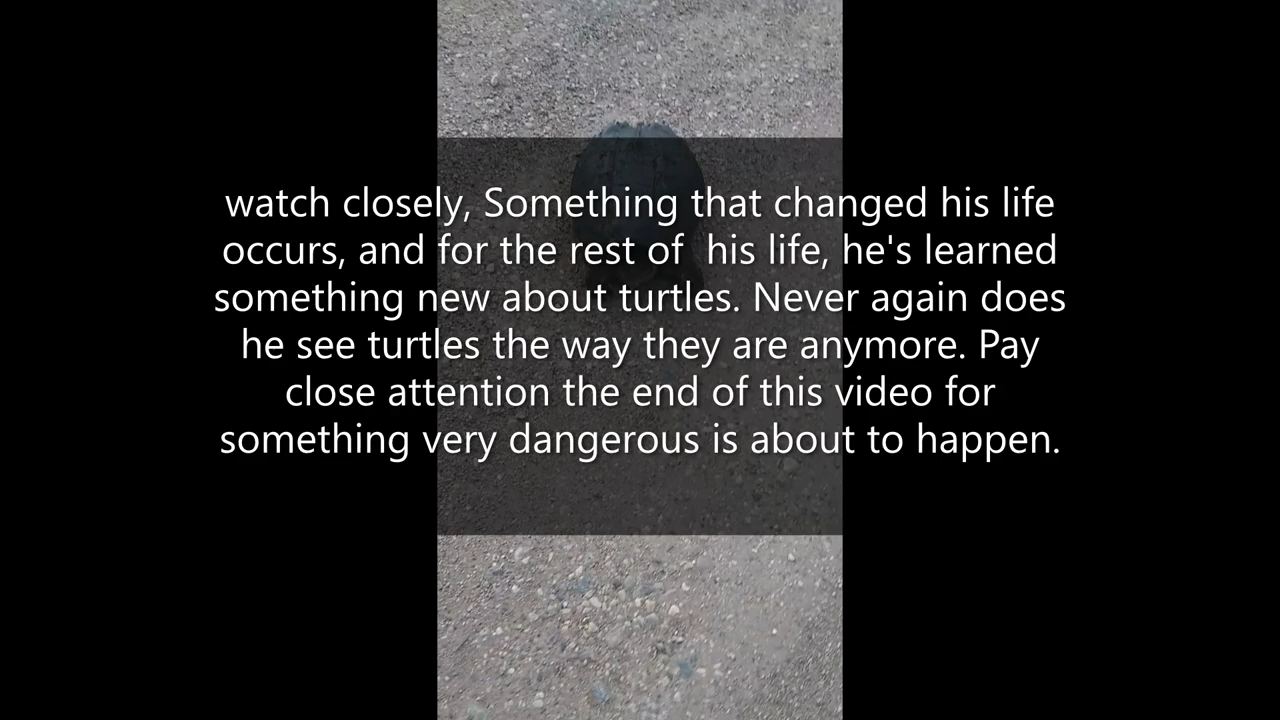 watch closely, Something that changed his life
occurs, and for the rest of  his life, he's learned
something new about turtles. Never again does
he see turtles the way they are anymore. Pay
close attention the end of this video for
something very dangerous is about to happen.